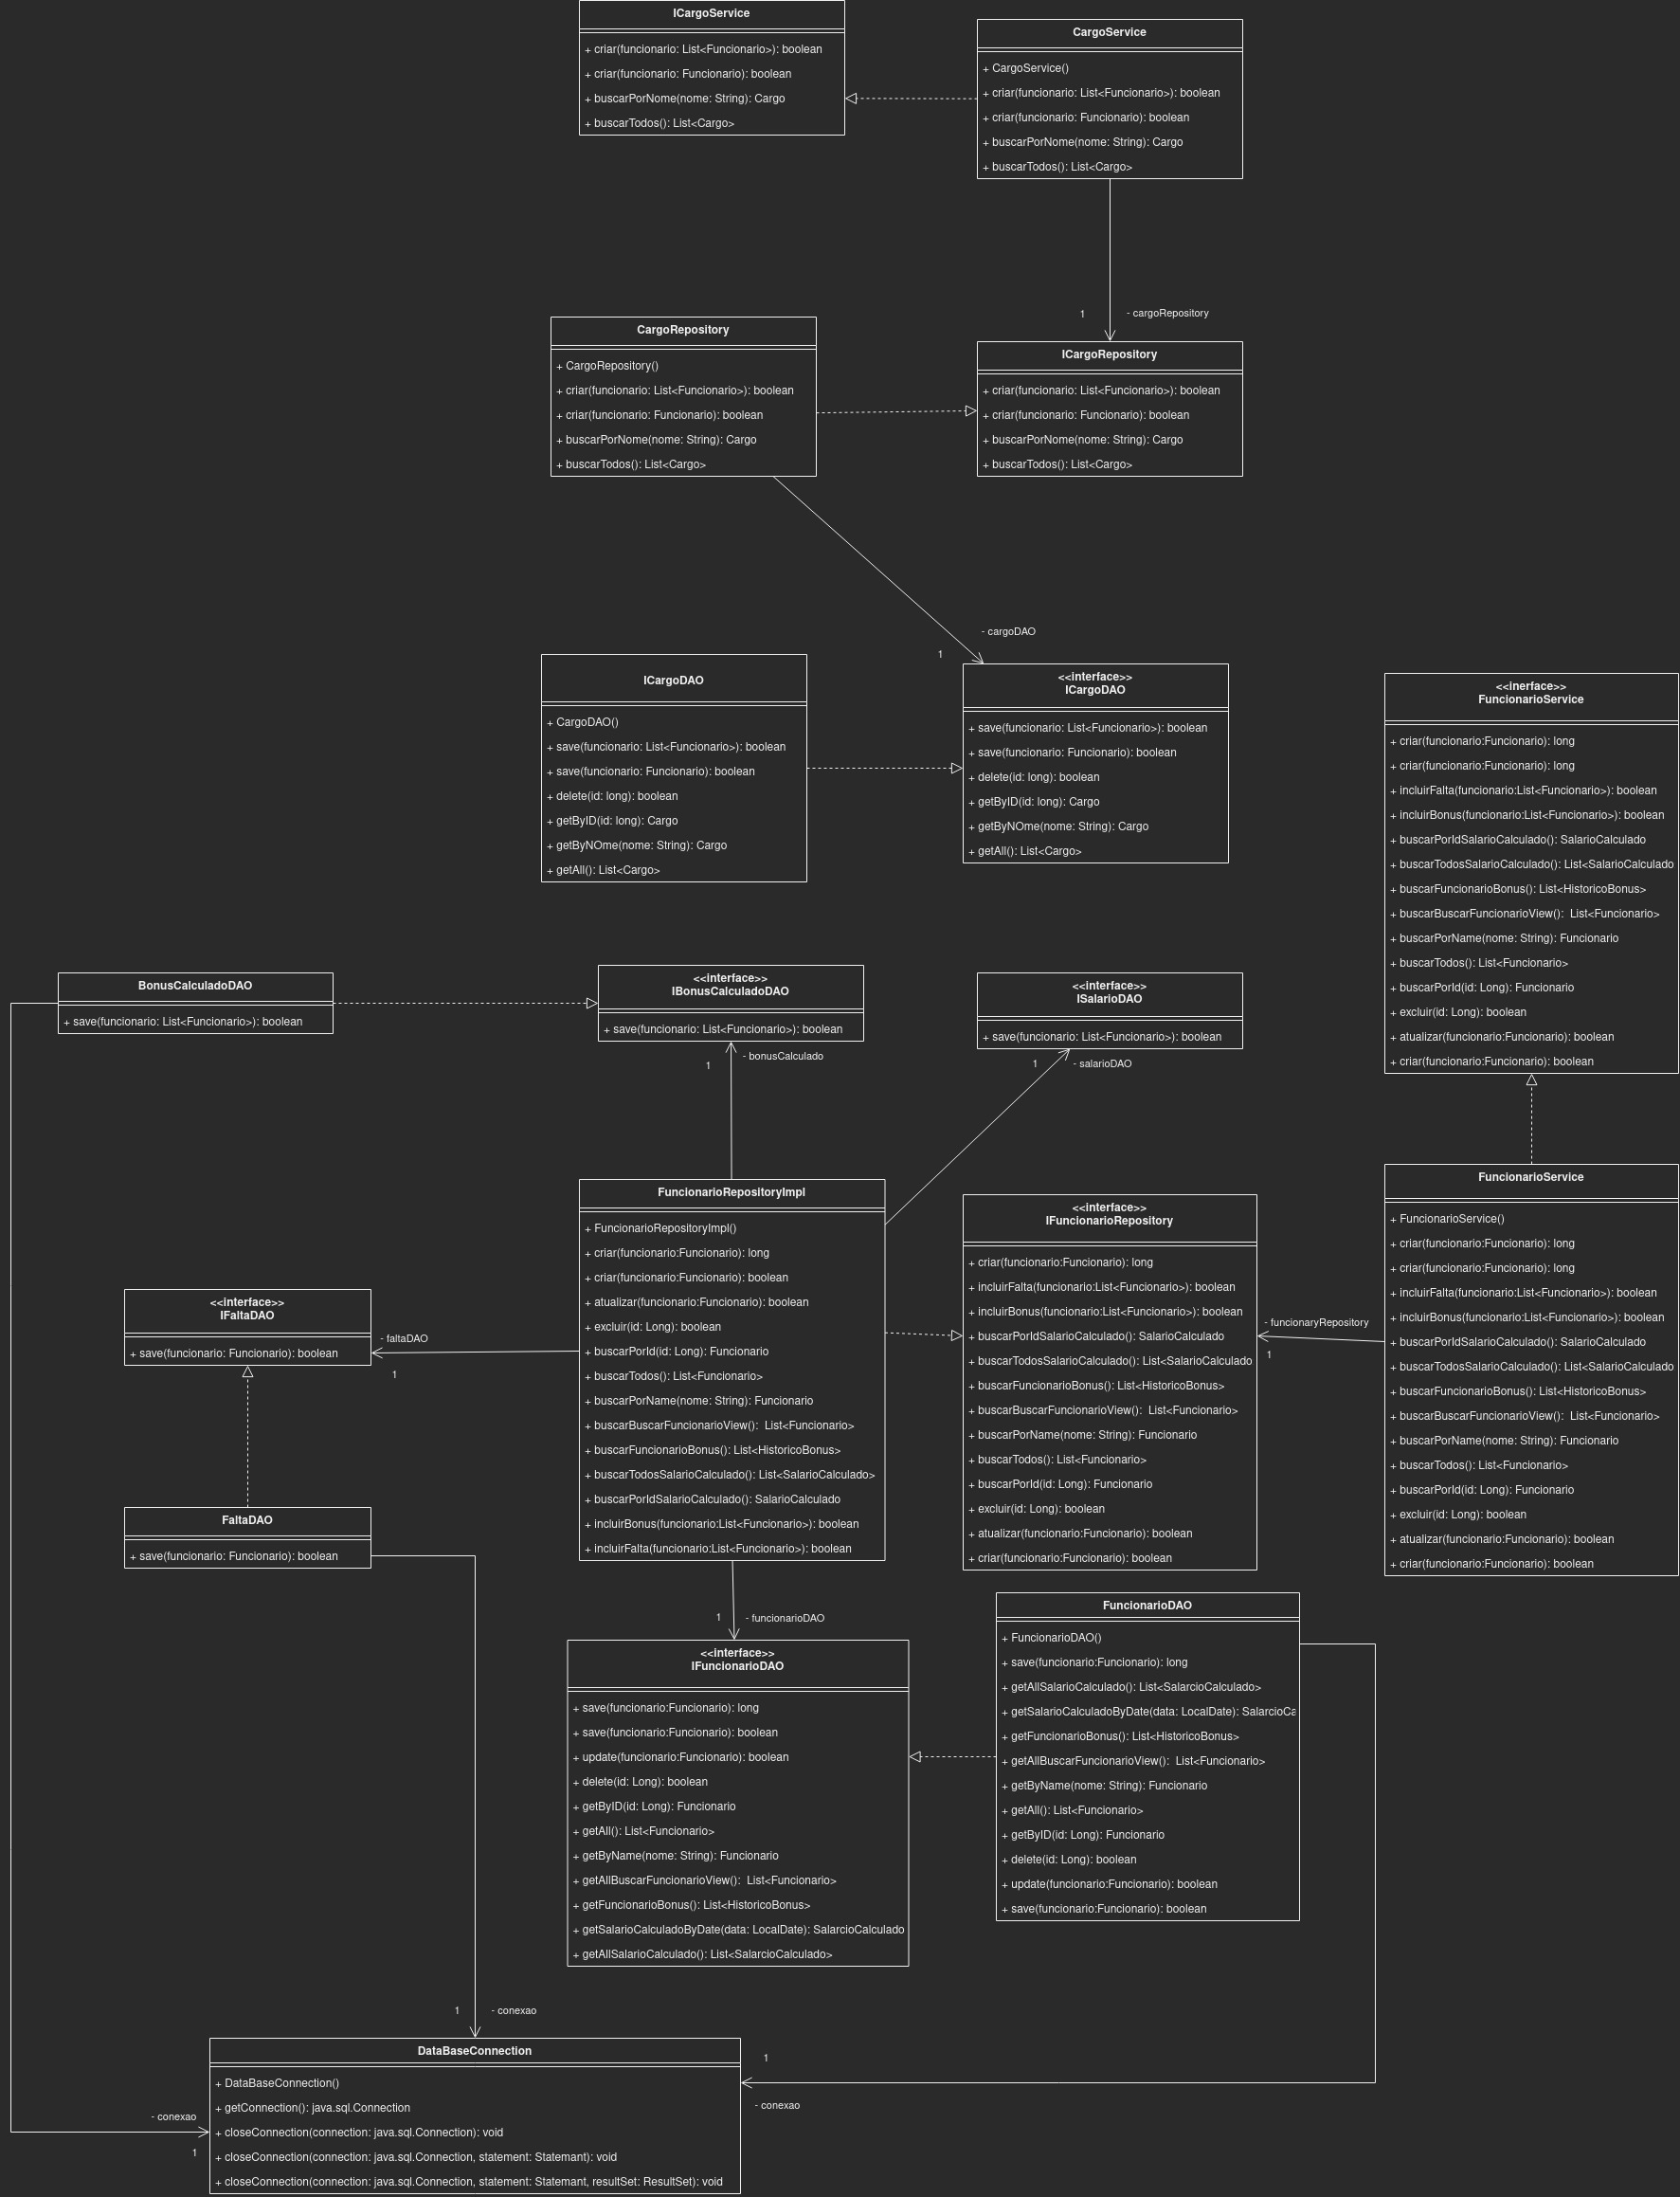 ICargoService
+ criar(funcionario: List<Funcionario>): boolean
+ criar(funcionario: Funcionario): boolean
+ buscarPorNome(nome: String): Cargo
+ buscarTodos(): List<Cargo>
CargoService
+ CargoService()
+ criar(funcionario: List<Funcionario>): boolean
+ criar(funcionario: Funcionario): boolean
+ buscarPorNome(nome: String): Cargo
+ buscarTodos(): List<Cargo>
1
- cargoRepository
CargoRepository
+ CargoRepository()
+ criar(funcionario: List<Funcionario>): boolean
+ criar(funcionario: Funcionario): boolean
+ buscarPorNome(nome: String): Cargo
+ buscarTodos(): List<Cargo>
ICargoRepository
+ criar(funcionario: List<Funcionario>): boolean
+ criar(funcionario: Funcionario): boolean
+ buscarPorNome(nome: String): Cargo
+ buscarTodos(): List<Cargo>
- cargoDAO
1
ICargoDAO
+ CargoDAO()
+ save(funcionario: List<Funcionario>): boolean
+ save(funcionario: Funcionario): boolean
+ delete(id: long): boolean
+ getByID(id: long): Cargo
+ getByNOme(nome: String): Cargo
+ getAll(): List<Cargo>
<<interface>>
ICargoDAO
+ save(funcionario: List<Funcionario>): boolean
+ save(funcionario: Funcionario): boolean
+ delete(id: long): boolean
+ getByID(id: long): Cargo
+ getByNOme(nome: String): Cargo
+ getAll(): List<Cargo>
<<inerface>>
FuncionarioService
+ criar(funcionario:Funcionario): long
+ criar(funcionario:Funcionario): long
+ incluirFalta(funcionario:List<Funcionario>): boolean
+ incluirBonus(funcionario:List<Funcionario>): boolean
+ buscarPorIdSalarioCalculado(): SalarioCalculado
+ buscarTodosSalarioCalculado(): List<SalarioCalculado
+ buscarFuncionarioBonus(): List<HistoricoBonus>
+ buscarBuscarFuncionarioView():  List<Funcionario>
+ buscarPorName(nome: String): Funcionario
+ buscarTodos(): List<Funcionario>
+ buscarPorId(id: Long): Funcionario
+ excluir(id: Long): boolean
+ atualizar(funcionario:Funcionario): boolean
+ criar(funcionario:Funcionario): boolean
BonusCalculadoDAO
+ save(funcionario: List<Funcionario>): boolean
<<interface>>
IBonusCalculadoDAO
+ save(funcionario: List<Funcionario>): boolean
<<interface>>
ISalarioDAO
+ save(funcionario: List<Funcionario>): boolean
1
- bonusCalculado
1
- salarioDAO
FuncionarioRepositoryImpl
+ FuncionarioRepositoryImpl()
+ criar(funcionario:Funcionario): long
+ criar(funcionario:Funcionario): boolean
+ atualizar(funcionario:Funcionario): boolean
+ excluir(id: Long): boolean
+ buscarPorId(id: Long): Funcionario
+ buscarTodos(): List<Funcionario>
+ buscarPorName(nome: String): Funcionario
+ buscarBuscarFuncionarioView():  List<Funcionario>
+ buscarFuncionarioBonus(): List<HistoricoBonus>
+ buscarTodosSalarioCalculado(): List<SalarioCalculado>
+ buscarPorIdSalarioCalculado(): SalarioCalculado
+ incluirBonus(funcionario:List<Funcionario>): boolean
+ incluirFalta(funcionario:List<Funcionario>): boolean
<<interface>>
IFuncionarioRepository
+ criar(funcionario:Funcionario): long
+ incluirFalta(funcionario:List<Funcionario>): boolean
+ incluirBonus(funcionario:List<Funcionario>): boolean
+ buscarPorIdSalarioCalculado(): SalarioCalculado
+ buscarTodosSalarioCalculado(): List<SalarioCalculado
+ buscarFuncionarioBonus(): List<HistoricoBonus>
+ buscarBuscarFuncionarioView():  List<Funcionario>
+ buscarPorName(nome: String): Funcionario
+ buscarTodos(): List<Funcionario>
+ buscarPorId(id: Long): Funcionario
+ excluir(id: Long): boolean
+ atualizar(funcionario:Funcionario): boolean
+ criar(funcionario:Funcionario): boolean
- funcionaryRepository
1
FuncionarioService
+ FuncionarioService()
+ criar(funcionario:Funcionario): long
+ criar(funcionario:Funcionario): long
+ incluirFalta(funcionario:List<Funcionario>): boolean
+ incluirBonus(funcionario:List<Funcionario>): boolean
+ buscarPorIdSalarioCalculado(): SalarioCalculado
+ buscarTodosSalarioCalculado(): List<SalarioCalculado
+ buscarFuncionarioBonus(): List<HistoricoBonus>
+ buscarBuscarFuncionarioView():  List<Funcionario>
+ buscarPorName(nome: String): Funcionario
+ buscarTodos(): List<Funcionario>
+ buscarPorId(id: Long): Funcionario
+ excluir(id: Long): boolean
+ atualizar(funcionario:Funcionario): boolean
+ criar(funcionario:Funcionario): boolean
<<interface>>
IFaltaDAO
+ save(funcionario: Funcionario): boolean
- faltaDAO
1
FaltaDAO
+ save(funcionario: Funcionario): boolean
1
- funcionarioDAO
<<interface>>
IFuncionarioDAO
+ save(funcionario:Funcionario): long
+ save(funcionario:Funcionario): boolean
+ update(funcionario:Funcionario): boolean
+ delete(id: Long): boolean
+ getByID(id: Long): Funcionario
+ getAll(): List<Funcionario>
+ getByName(nome: String): Funcionario
+ getAllBuscarFuncionarioView():  List<Funcionario>
+ getFuncionarioBonus(): List<HistoricoBonus>
+ getSalarioCalculadoByDate(data: LocalDate): SalarcioCalculado
+ getAllSalarioCalculado(): List<SalarcioCalculado>
FuncionarioDAO
+ FuncionarioDAO()
+ save(funcionario:Funcionario): long
+ getAllSalarioCalculado(): List<SalarcioCalculado>
+ getSalarioCalculadoByDate(data: LocalDate): SalarcioCa
+ getFuncionarioBonus(): List<HistoricoBonus>
+ getAllBuscarFuncionarioView():  List<Funcionario>
+ getByName(nome: String): Funcionario
+ getAll(): List<Funcionario>
+ getByID(id: Long): Funcionario
+ delete(id: Long): boolean
+ update(funcionario:Funcionario): boolean
+ save(funcionario:Funcionario): boolean
1
- conexao
DataBaseConnection
+ DataBaseConnection()
+ getConnection(): java.sql.Connection
+ closeConnection(connection: java.sql.Connection): void
+ closeConnection(connection: java.sql.Connection, statement: Statemant): void
+ closeConnection(connection: java.sql.Connection, statement: Statemant, resultSet: ResultSet): void
1
- conexao
- conexao
1